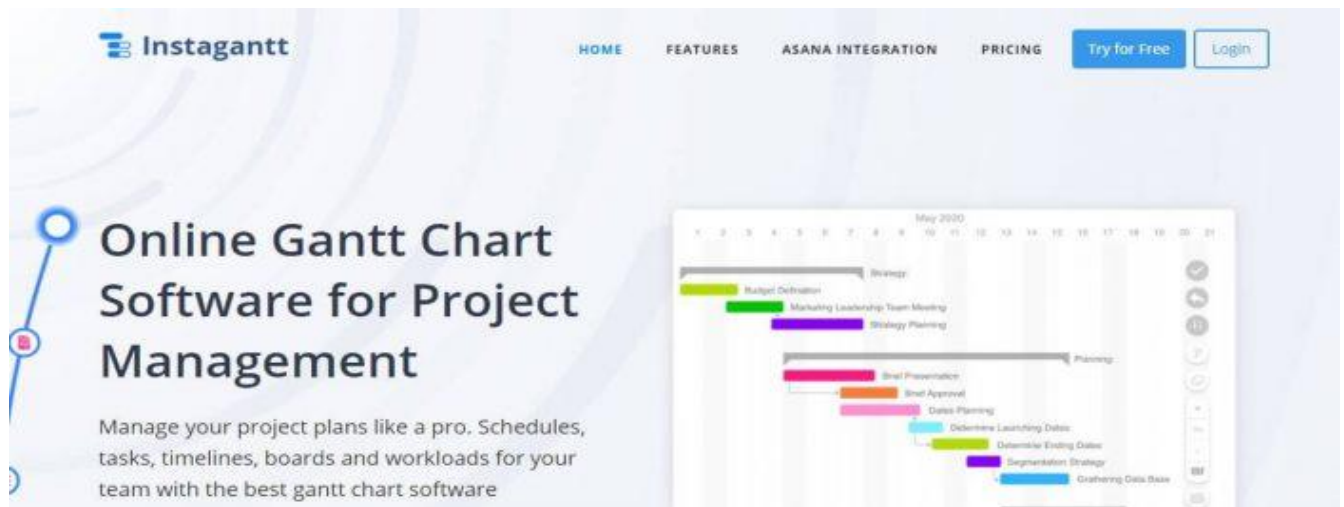 Instagantt
HOME FEATURES ASANA INTEGRATION PRICING Try for Free Login
Online Gantt Chart
Software for Project
Management
Manage your project plans like a pro. Schedules,
tasks, timelines, boards and workloads for your
team with the best gantt chart software
May 2020
1 2 3 4 5 6 7 8 9 10 11 12 13 14 15 16 17 18 19 20 21
Strategy
Budget Definition
Marketing Leadership Team Meeting
Strategy Planning
Planning
Brief Presentation
Brief Approval
Dates Planning
Determine Launching Dates
Determine Ending Dates
Segmentation Strategy
Grathering Data Base